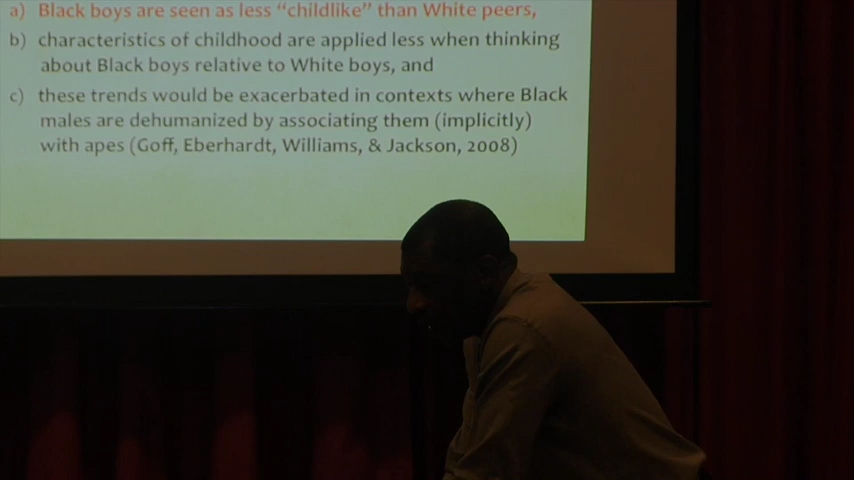 a) Black boys are seen as less “childlike” than White peers,
b) characteristics of childhood are applied less when thinking
about Black boys relative to White boys, and
c) these trends would be exacerbated in contexts where Black
males are dehumanized by associating them (implicitly)
with apes (Goff, Eberhardt, Williams, & Jackson, 2008)